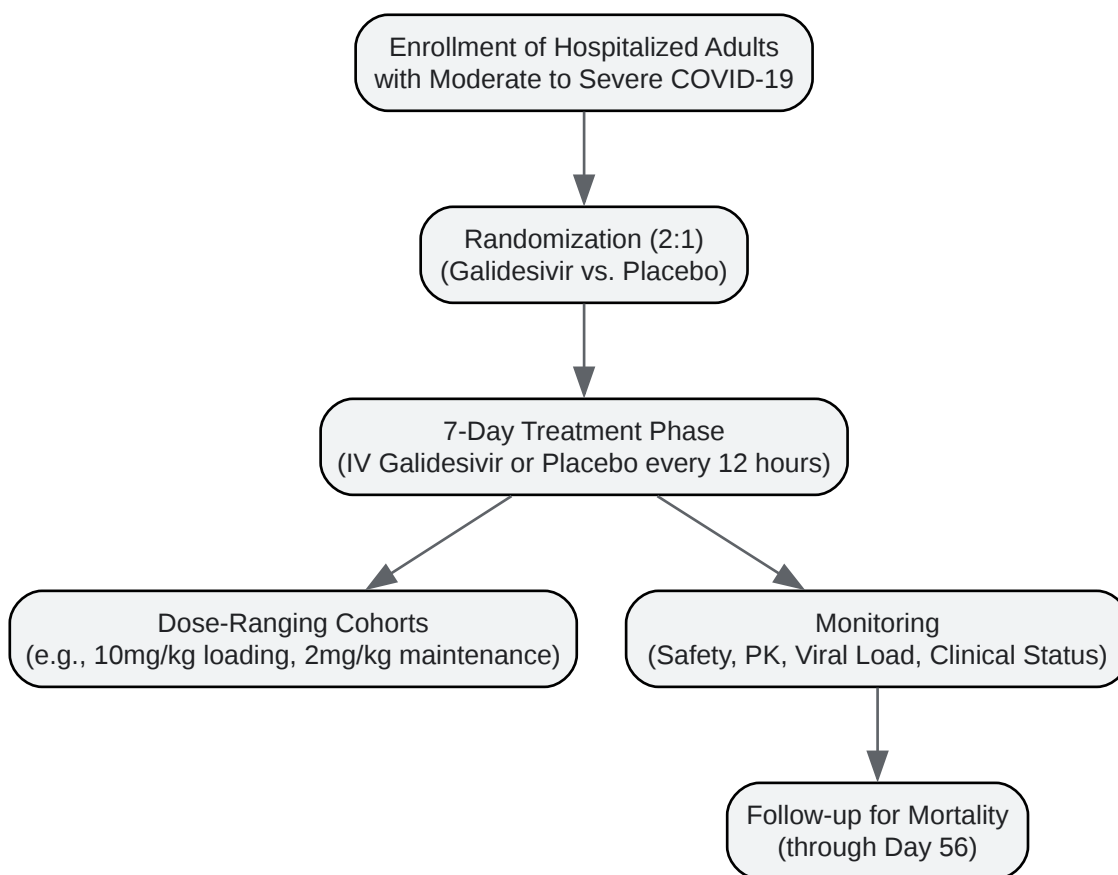 Enrollment of Hospitalized Adults
with Moderate to Severe COVID-19
Randomization (2:1)
(Galidesivir vs. Placebo)
7-Day Treatment Phase
(IV Galidesivir or Placebo every 12 hours)
Dose-Ranging Cohorts
(e.g., 10mg/kg loading, 2mg/kg maintenance)
Monitoring
(Safety, PK, Viral Load, Clinical Status)
Follow-up for Mortality
(through Day 56)